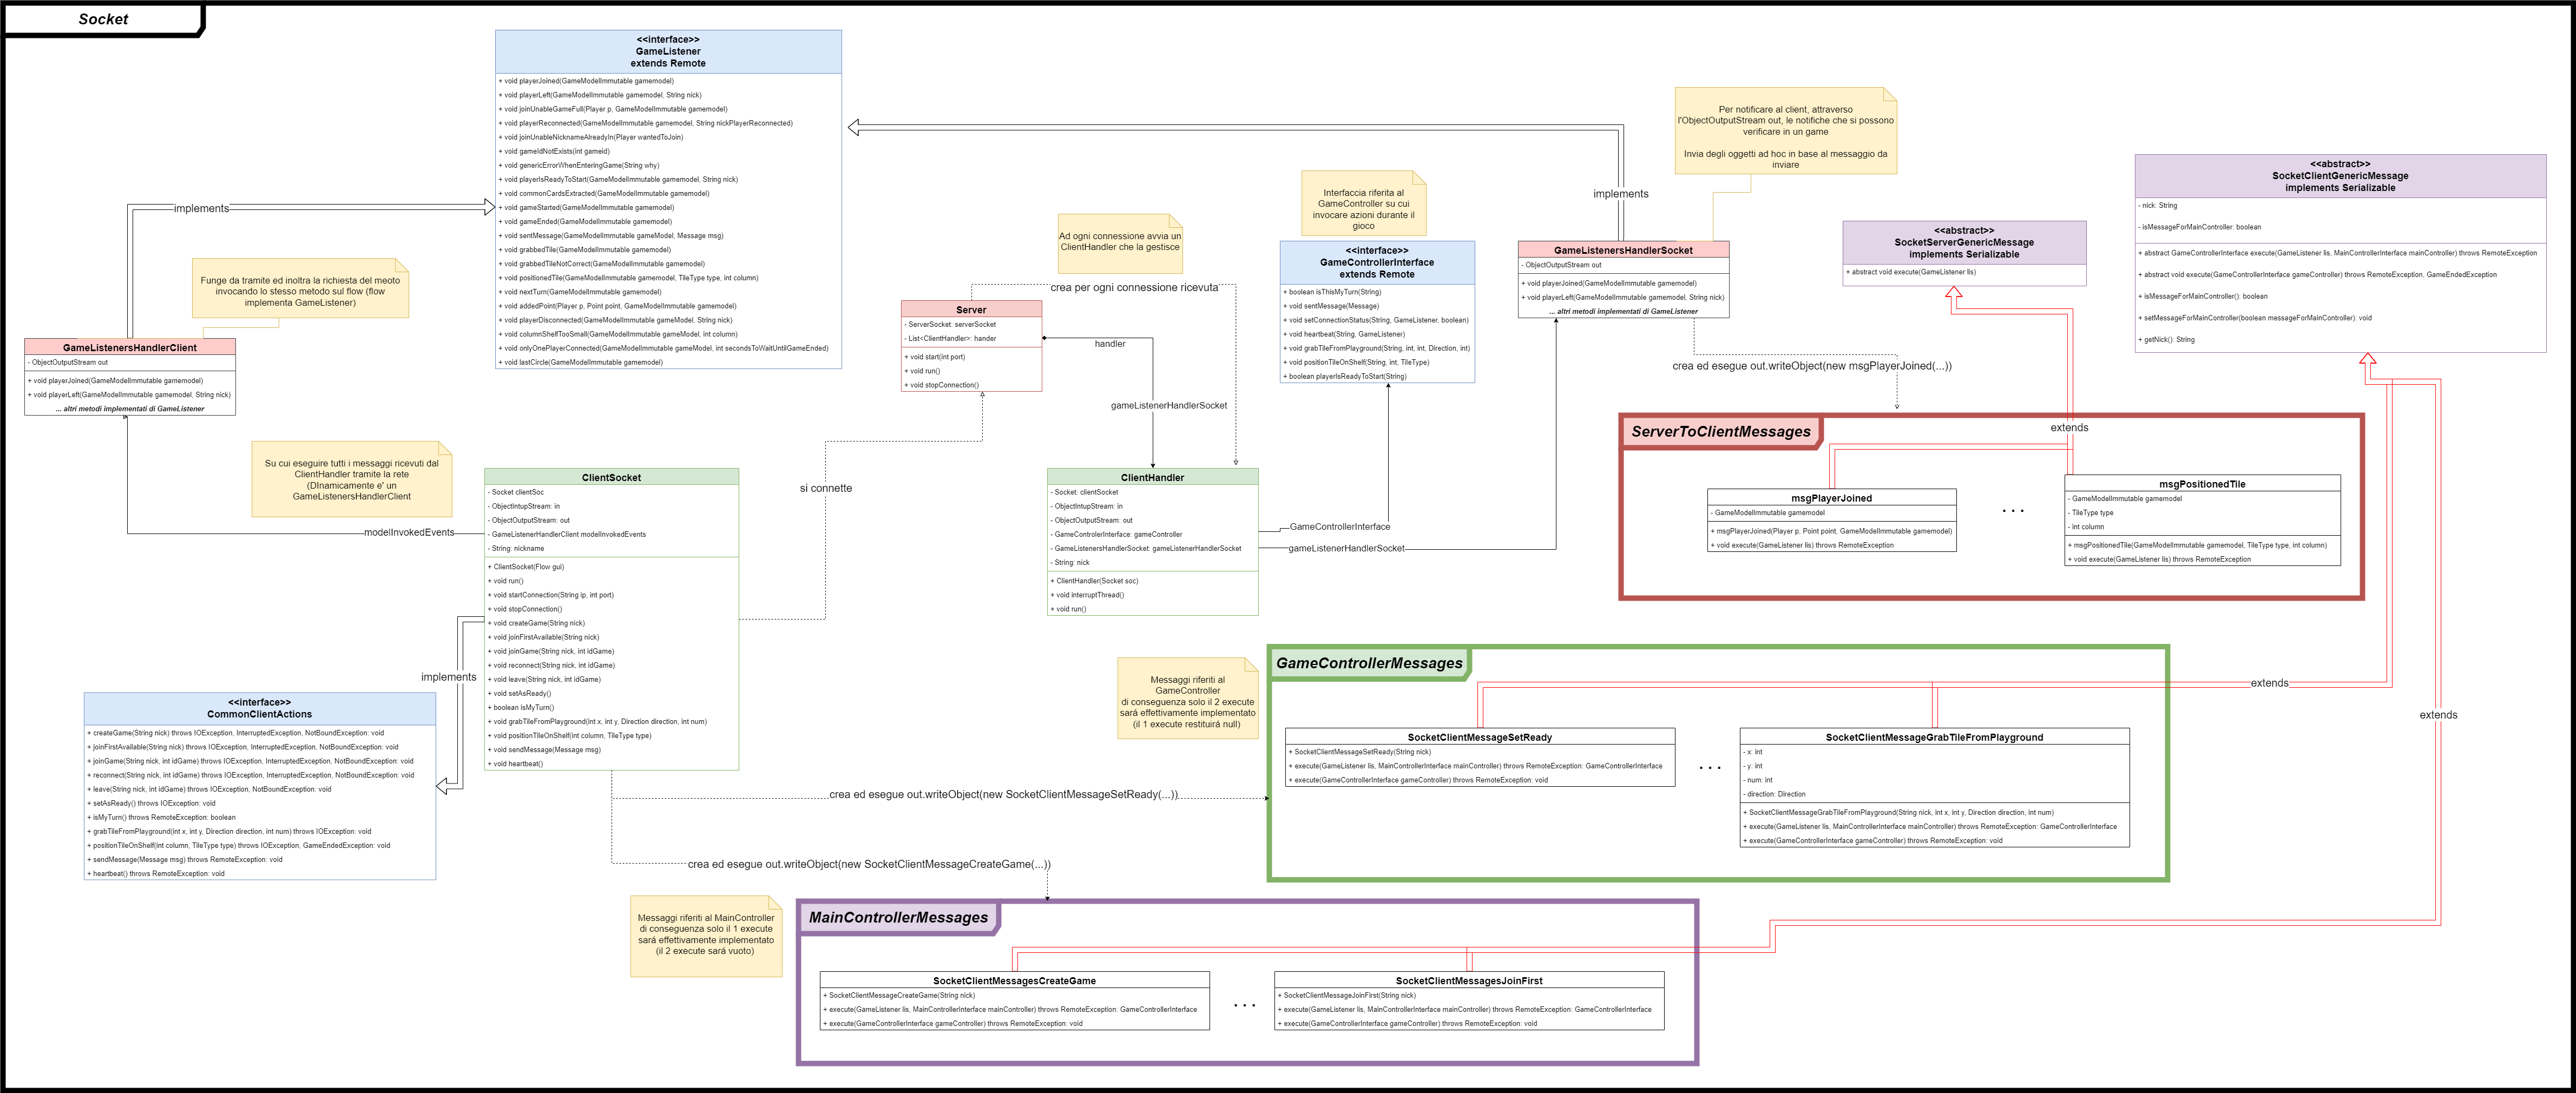 Socket
<<interface>>
GameListener
extends Remote
+ void playerJoined(GameModelImmutable gamemodel)
+ void playerLeft(GameModelImmutable gamemodel, String nick)
+ void joinUnableGameFull(Player p, GameModelImmutable gamemodel)
+ void playerReconnected(GameModelImmutable gamemodel, String nickPlayerReconnected)
+ void joinUnableNicknameAlreadyIn(Player wantedToJoin)
+ void gameIdNotExists(int gameid)
+ void genericErrorWhenEnteringGame(String why)
+ void playerIsReadyToStart(GameModelImmutable gamemodel, String nick)
+ void commonCardsExtracted(GameModelImmutable gamemodel)
+ void gameStarted(GameModelImmutable gamemodel)
+ void gameEnded(GameModelImmutable gamemodel)
+ void sentMessage(GameModelImmutable gameModel, Message msg)
+ void grabbedTile(GameModelImmutable gamemodel)
+ void grabbedTileNotCorrect(GameModelImmutable gamemodel)
+ void positionedTile(GameModelImmutable gamemodel, TileType type, int column)
+ void nextTurn(GameModelImmutable gamemodel)
+ void addedPoint(Player p, Point point, GameModelImmutable gamemodel)
+ void playerDisconnected(GameModelImmutable gameModel, String nick)
+ void columnShelfTooSmall(GameModelImmutable gameModel, int column)
+ void onlyOnePlayerConnected(GameModelImmutable gameModel, int secondsToWaitUntilGameEnded)
+ void lastCircle(GameModelImmutable gamemodel)
implements
Funge da tramite ed inoltra la richiesta del meoto
invocando lo stesso metodo sul flow (flow
implementa GameListener)
GameListenersHandlerClient
- ObjectOutputStream out
+ void playerJoined(GameModelImmutable gamemodel)
+ void playerLeft(GameModelImmutable gamemodel, String nick)
... altri metodi implementati di GameListener
Su cui eseguire tutti i messaggi ricevuti dal
ClientHandler tramite la rete
(DInamicamente e' un
GameListenersHandlerClient
modelInvokedEvents
ClientSocket
- Socket clientSoc
- ObjectIntupStream: in
- ObjectOutputStream: out
- GameListenerHandlerClient modelInvokedEvents
- String: nickname
+ ClientSocket(Flow gui)
+ void run()
+ void startConnection(String ip, int port)
+ void stopConnection()
+ void createGame(String nick)
+ void joinFirstAvailable(String nick)
+ void joinGame(String nick, int idGame)
+ void reconnect(String nick, int idGame)
+ void leave(String nick, int idGame)
+ void setAsReady()
+ boolean isMyTurn()
+ void grabTileFromPlayground(int x, int y, Direction direction, int num)
+ void positionTileOnShelf(int column, TileType type)
+ void sendMessage(Message msg)
+ void heartbeat()
implements
<<interface>>
CommonClientActions
+ createGame(String nick) throws IOException, InterruptedException, NotBoundException: void
+ joinFirstAvailable(String nick) throws IOException, InterruptedException, NotBoundException: void
+ joinGame(String nick, int idGame) throws IOException, InterruptedException, NotBoundException: void
+ reconnect(String nick, int idGame) throws IOException, InterruptedException, NotBoundException: void
+ leave(String nick, int idGame) throws IOException, NotBoundException: void
+ setAsReady() throws IOException: void
+ isMyTurn() throws RemoteException: boolean
+ grabTileFromPlayground(int x, int y, Direction direction, int num) throws IOException: void
+ positionTileOnShelf(int column, TileType type) throws IOException, GameEndedException: void
+ sendMessage(Message msg) throws RemoteException: void
+ heartbeat() throws RemoteException: void
Ad ogni connessione avvia un
ClientHandler che la gestisce
crea per ogni connessione ricevuta
Server
- ServerSocket: serverSocket
- List<ClientHandler>: hander
+ void start(int port)
+ void run()
+ void stopConnection()
handler
gameListenerHandlerSocket
si connette
ClientHandler
- Socket: clientSocket
- ObjectIntupStream: in
- ObjectOutputStream: out
- GameControlerInterface: gameController
- GameListenersHandlerSocket: gameListenerHandlerSocket
- String: nick
+ ClientHandler(Socket soc)
+ void interruptThread()
+ void run()
GameControllerInterface
gameListenerHandlerSocket
Interfaccia riferita al
GameController su cui
invocare azioni durante il
gioco
<<interface>>
GameControllerInterface
extends Remote
+ boolean isThisMyTurn(String)
+ void sentMessage(Message)
+ void setConnectionStatus(String, GameListener, boolean)
+ void heartbeat(String, GameListener)
+ void grabTileFromPlayground(String, int, int, Direction, int)
+ void positionTileOnShelf(String, int, TileType)
+ boolean playerIsReadyToStart(String)
implements
Per notificare al client, attraverso
l'ObjectOutputStream out, le notifiche che si possono
verificare in un game
Invia degli oggetti ad hoc in base al messaggio da
inviare
GameListenersHandlerSocket
- ObjectOutputStream out
+ void playerJoined(GameModelImmutable gamemodel)
+ void playerLeft(GameModelImmutable gamemodel, String nick)
... altri metodi implementati di GameListener
crea ed esegue out.writeObject(new msgPlayerJoined(...))
<<abstract>>
SocketServerGenericMessage
implements Serializable
+ abstract void execute(GameListener lis)
<<abstract>>
SocketClientGenericMessage
implements Serializable
- nick: String
- isMessageForMainController: boolean
+ abstract GameControllerInterface execute(GameListener lis, MainControllerInterface mainController) throws RemoteException
+ abstract void execute(GameControllerInterface gameController) throws RemoteException, GameEndedException
+ isMessageForMainController(): boolean
+ setMessageForMainController(boolean messageForMainController): void
+ getNick(): String
ServerToClientMessages
extends
msgPlayerJoined
- GameModelImmutable gamemodel
+ msgPlayerJoined(Player p, Point point, GameModelImmutable gamemodel)
+ void execute(GameListener lis) throws RemoteException
...
msgPositionedTile
- GameModelImmutable gamemodel
- TileType type
- int column
+ msgPositionedTile(GameModelImmutable gamemodel, TileType type, int column)
+ void execute(GameListener lis) throws RemoteException
Messaggi riferiti al
GameController
di conseguenza solo il 2 execute
sará effettivamente implementato
(il 1 execute restituirá null)
GameControllerMessages
extends
extends
SocketClientMessageSetReady
+ SocketClientMessageSetReady(String nick)
+ execute(GameListener lis, MainControllerInterface mainController) throws RemoteException: GameControllerInterface
+ execute(GameControllerInterface gameController) throws RemoteException: void
...
SocketClientMessageGrabTileFromPlayground
- x: int
- y: int
- num: int
- direction: Direction
+ SocketClientMessageGrabTileFromPlayground(String nick, int x, int y, Direction direction, int num)
+ execute(GameListener lis, MainControllerInterface mainController) throws RemoteException: GameControllerInterface
+ execute(GameControllerInterface gameController) throws RemoteException: void
crea ed esegue out.writeObject(new SocketClientMessageSetReady(...))
crea ed esegue out.writeObject(new SocketClientMessageCreateGame(...))
Messaggi riferiti al MainController
di conseguenza solo il 1 execute
sará effettivamente implementato
(il 2 execute sará vuoto)
MainControllerMessages
SocketClientMessagesCreateGame
+ SocketClientMessageCreateGame(String nick)
+ execute(GameListener lis, MainControllerInterface mainController) throws RemoteException: GameControllerInterface
+ execute(GameControllerInterface gameController) throws RemoteException: void
...
SocketClientMessagesJoinFirst
+ SocketClientMessageJoinFirst(String nick)
+ execute(GameListener lis, MainControllerInterface mainController) throws RemoteException: GameControllerInterface
+ execute(GameControllerInterface gameController) throws RemoteException: void